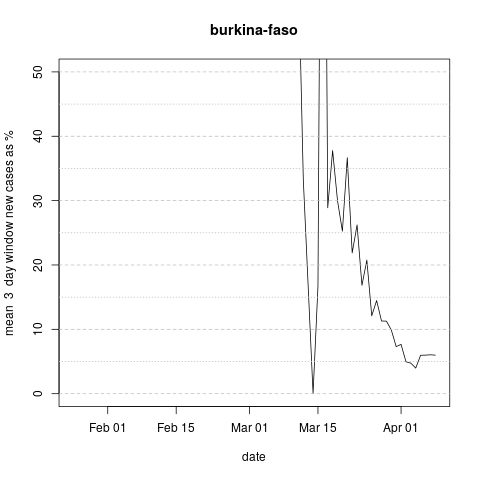 burkina-faso
mean  3  day window new cases as %
50
40
30
20
10
0
Feb 01
Feb 15
Mar 01
Mar 15
Apr 01
date